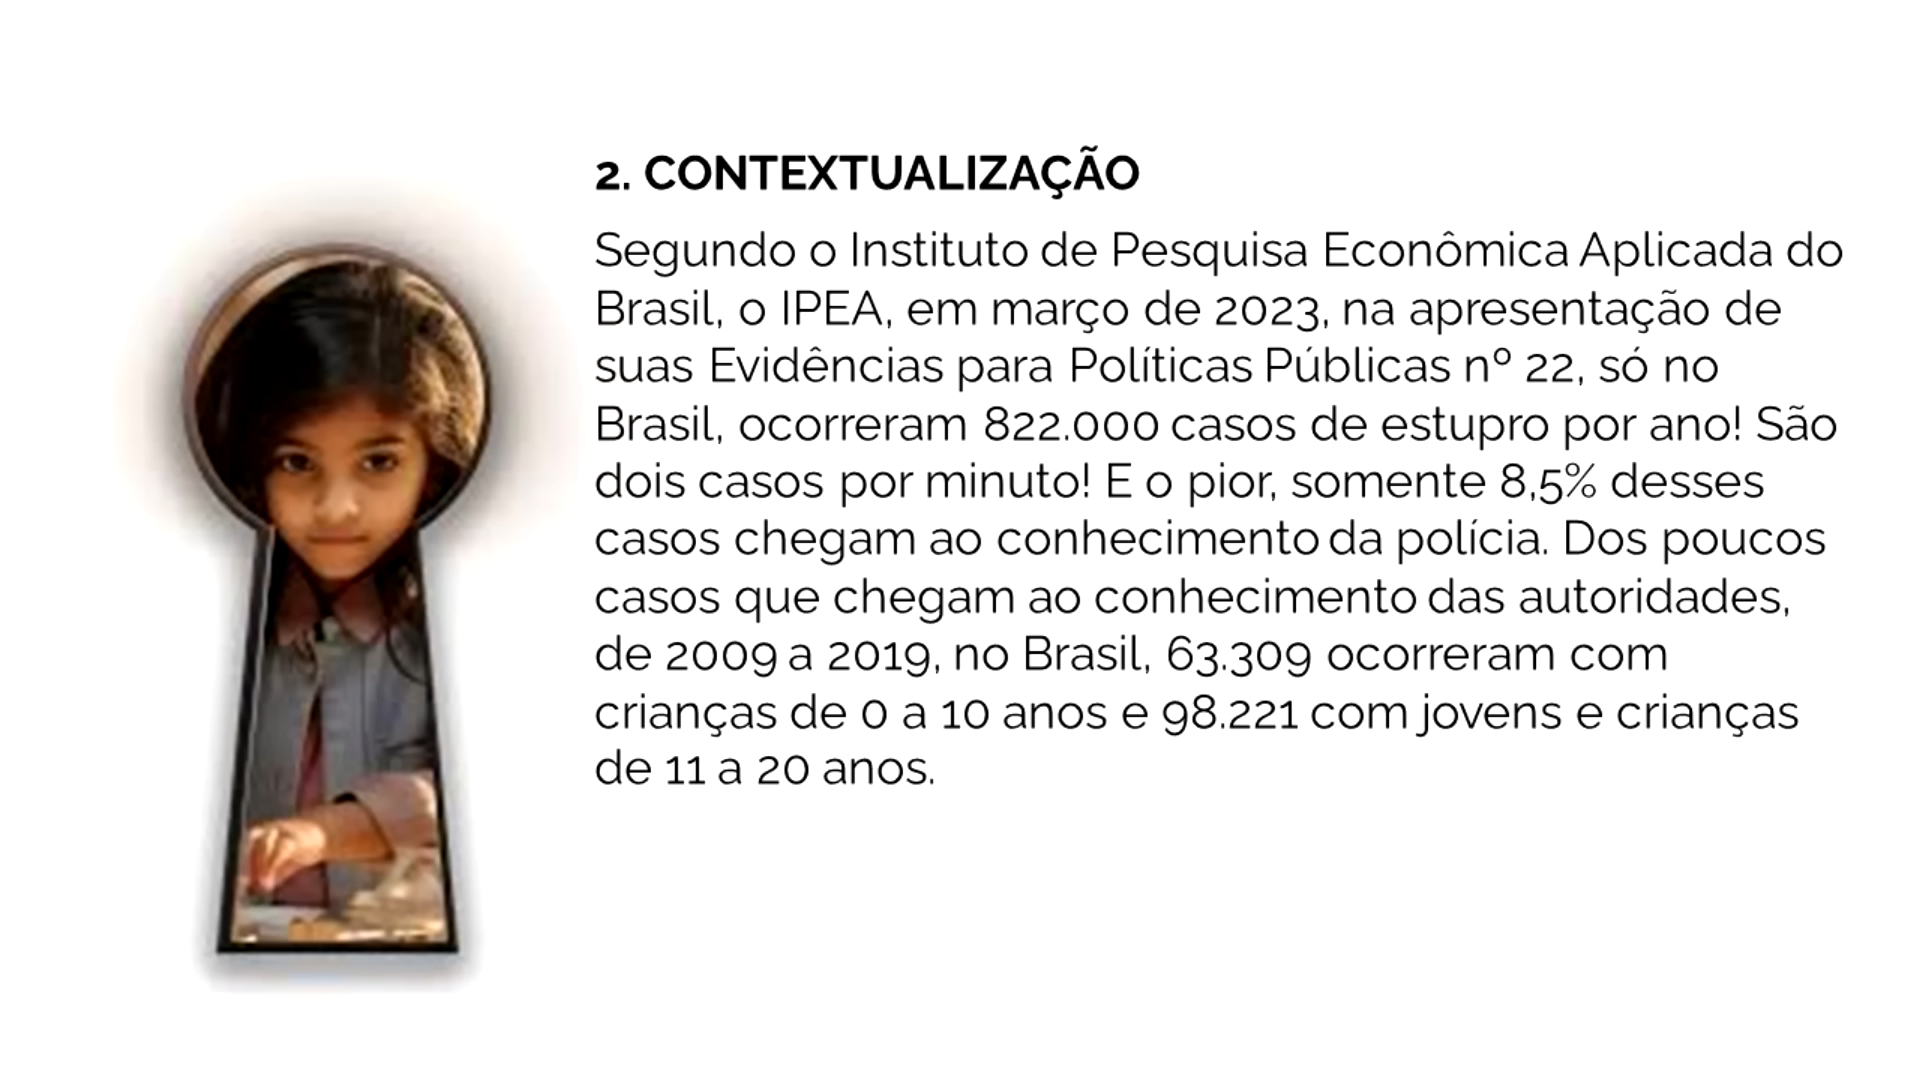 2. CONTEXTUALIZAÇÃO
Segundo o Instituto de Pesquisa Econômica Aplicada do
Brasil, o IPEA, em março de 2023, na apresentação de
suas Evidências para Políticas Públicas nº 22, só no
Brasil, ocorreram 822.000 casos de estupro por ano! São
dois casos por minuto! E o pior, somente 8,5% desses
casos chegam ao conhecimento da polícia. Dos poucos
casos que chegam ao conhecimento das autoridades,
de 2009 a 2019, no Brasil, 63.309 ocorreram com
crianças de 0 a 10 anos e 98.221 com jovens e crianças
de 11 a 20 anos.